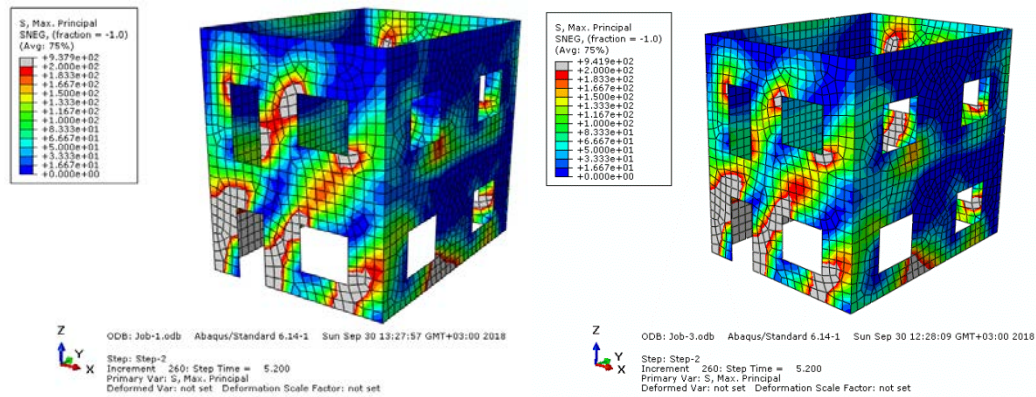 S, Max. Principal
SNEG, (fraction = -1.0)
(Avg: 75%)
+9.379e+02
+2.000e+02
+1.833e+02
+1.667e+02
+1.500e+02
+1.333e+02
+1.167e+02
+1.000e+02
+8.333e+01
+6.667e+01
+5.000e+01
+3.333e+01
+1.667e+01
+0.000e+00
Z
Y
X
ODB: Job-1.odb Abaqus/Standard 6.14-1 Sun Sep 30 13:27:57 GMT+03:00 2018
Step: Step-2
Increment 260: Step Time = 5.200
Primary Var: S, Max. Principal
Deformed Var: not set Deformation Scale Factor: not set
S, Max. Principal
SNEG, (fraction = -1.0)
(Avg: 75%)
+9.419e+02
+2.000e+02
+1.833e+02
+1.667e+02
+1.500e+02
+1.333e+02
+1.167e+02
+1.000e+02
+8.333e+01
+6.667e+01
+5.000e+01
+3.333e+01
+1.667e+01
+0.000e+00
Z
Y
X
ODB: Job-3.odb Abaqus/Standard 6.14-1 Sun Sep 30 12:28:09 GMT+03:00 2018
Step: Step-2
Increment 260: Step Time = 5.200
Primary Var: S, Max. Principal
Deformed Var: not set Deformation Scale Factor: not set